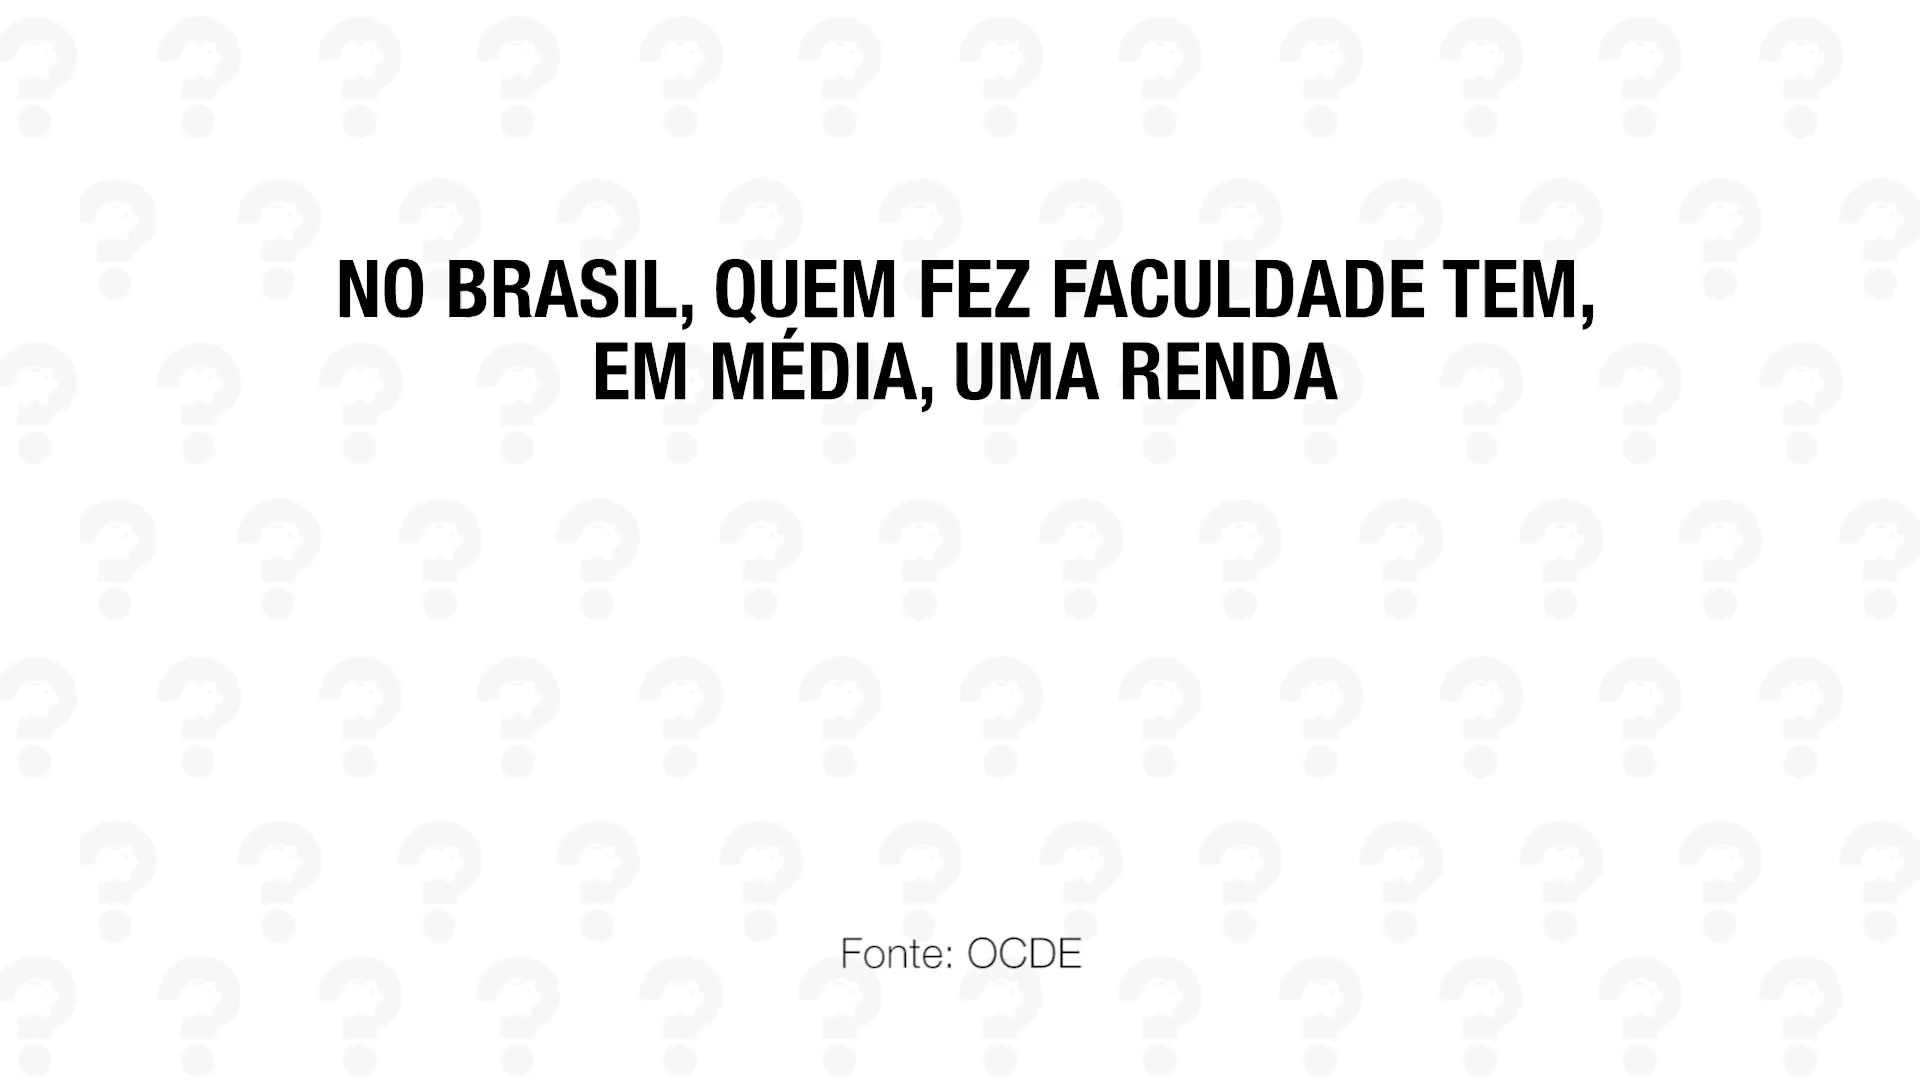 NO BRASIL, QUEM FEZ FACULDADE TEM,
EM MÉDIA, UMA RENDA
Fonte: OCDE